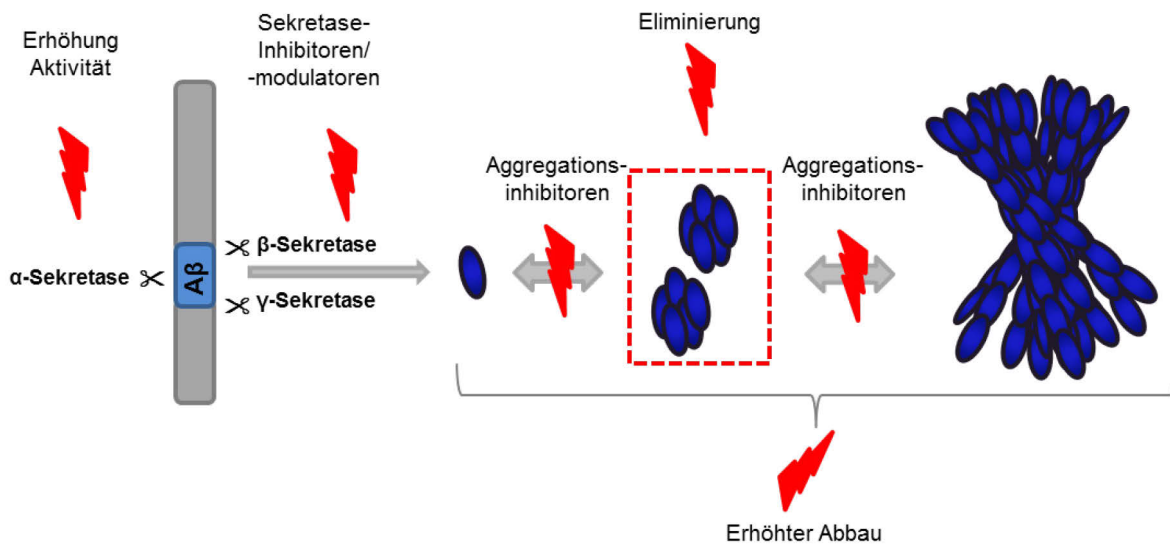 Erhöhung
Aktivität
Sekretase-
Inhibitoren/
-modulatoren
Eliminierung
Aggregations-
inhibitoren
Aggregations-
inhibitoren
α-Sekretase
Aβ
β-Sekretase
γ-Sekretase
Erhöhter Abbau